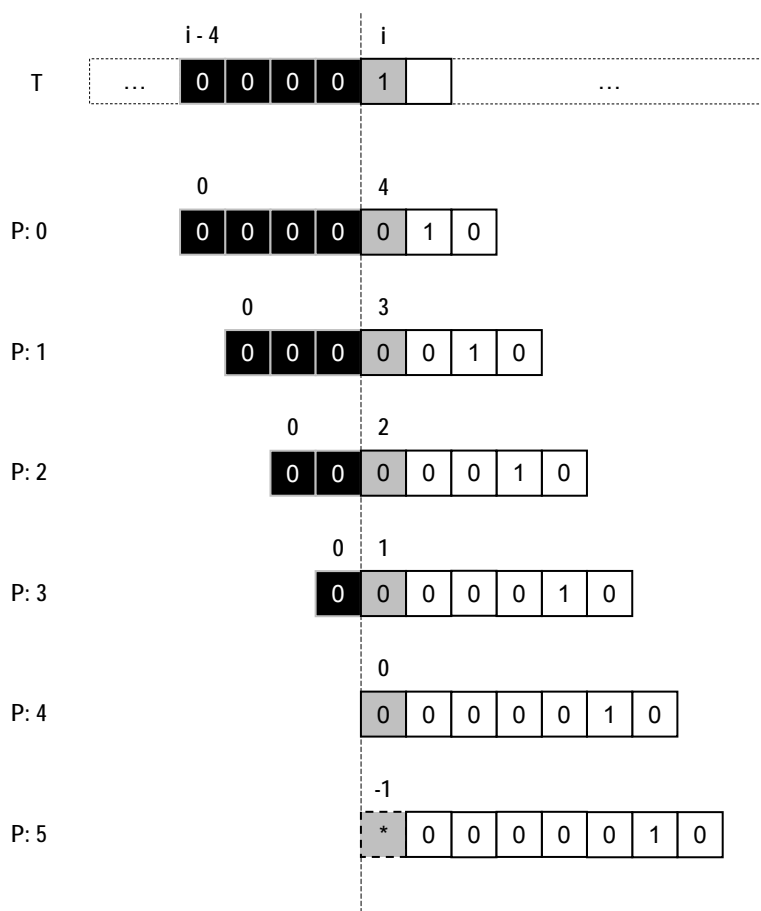 i - 4 i
T … 0 0 0 0 1 …
0 4
P: 0 0 0 0 0 0 1 0
0 3
P: 1 0 0 0 0 0 1 0
0 2
P: 2 0 0 0 0 0 1 0
0 1
P: 3 0 0 0 0 0 1 0
0
P: 4 0 0 0 0 0 1 0
-1
P: 5 * 0 0 0 0 0 1 0